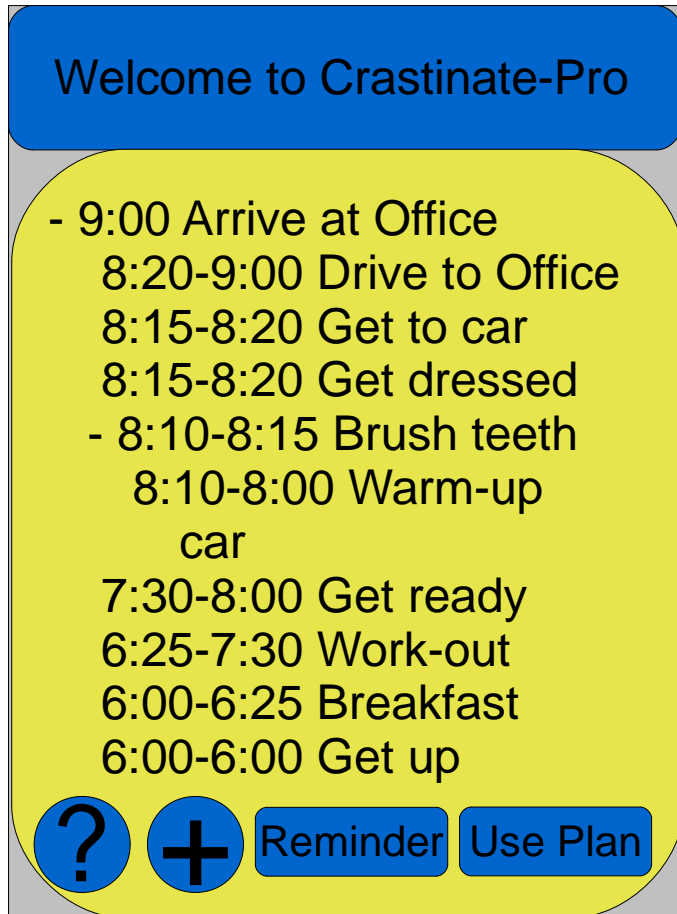 Welcome to Crastinate-Pro
- 9:00 Arrive at Office
8:20-9:00 Drive to Office
8:15-8:20 Get to car
8:15-8:20 Get dressed
- 8:10-8:15 Brush teeth
8:10-8:00 Warm-up
car
7:30-8:00 Get ready
6:25-7:30 Work-out
6:00-6:25 Breakfast
6:00-6:00 Get up
? + Reminder Use Plan